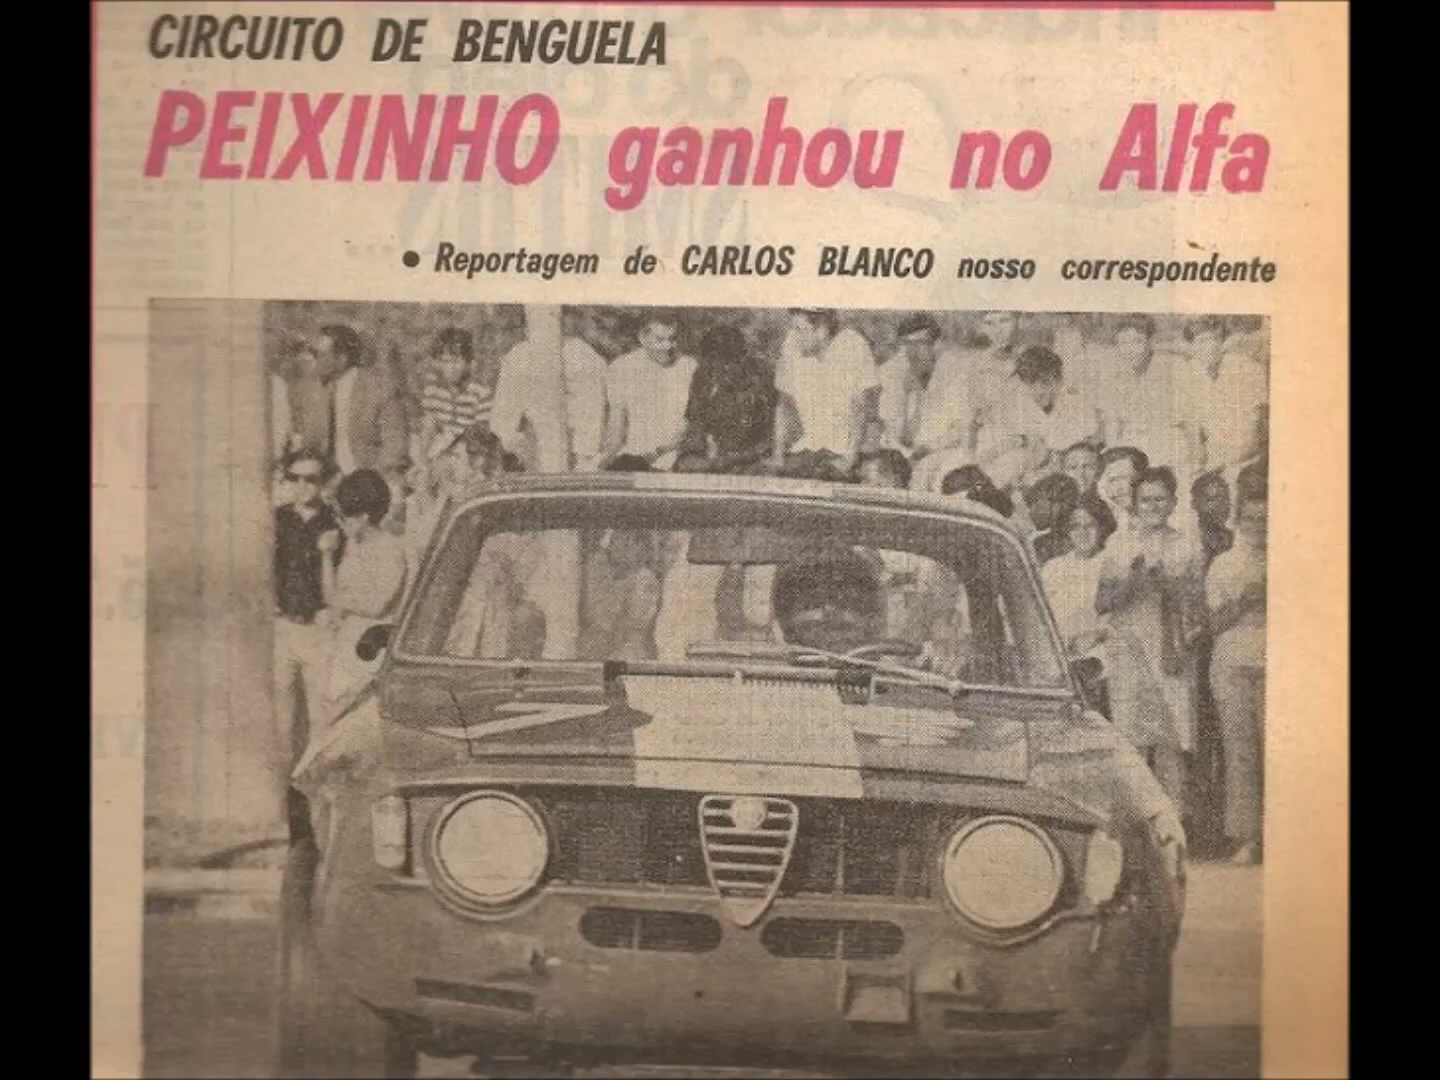 CIRCUITO DE BENGUELA
PEIXINHO ganhou no Alfa
• Reportagem de CARLOS BLANCO nosso correspondente